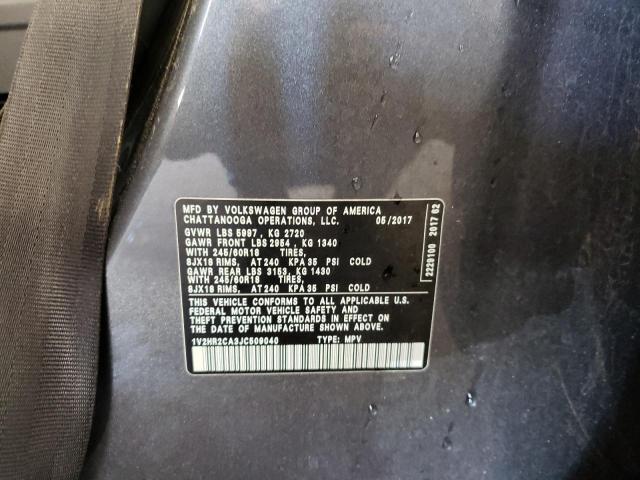 MFD BY VOLKSWAGEN GROUP OF AMERICA
CHATTANOOGA OPERATIONS, LLC. 05/2017
GVWR LBS 5997 , KG 2720
GAWR FRONT LBS 2954 , KG 1340
WITH 245/60R18 TIRES,
8JX18 RIMS, AT 240 KPA 35 PSI COLD
GAWR REAR LBS 3153, KG 1430
WITH 245/60R18 TIRES,
8JX18 RIMS, AT 240 KPA 35 PSI COLD
THIS VEHICLE CONFORMS TO ALL APPLICABLE U.S.
FEDERAL MOTOR VEHICLE SAFETY AND
THEFT PREVENTION STANDARDS IN EFFECT ON
THE DATE OF MANUFACTURE SHOWN ABOVE.
1V2HR2CA3JC509040 TYPE: MPV
2229100 2017 02